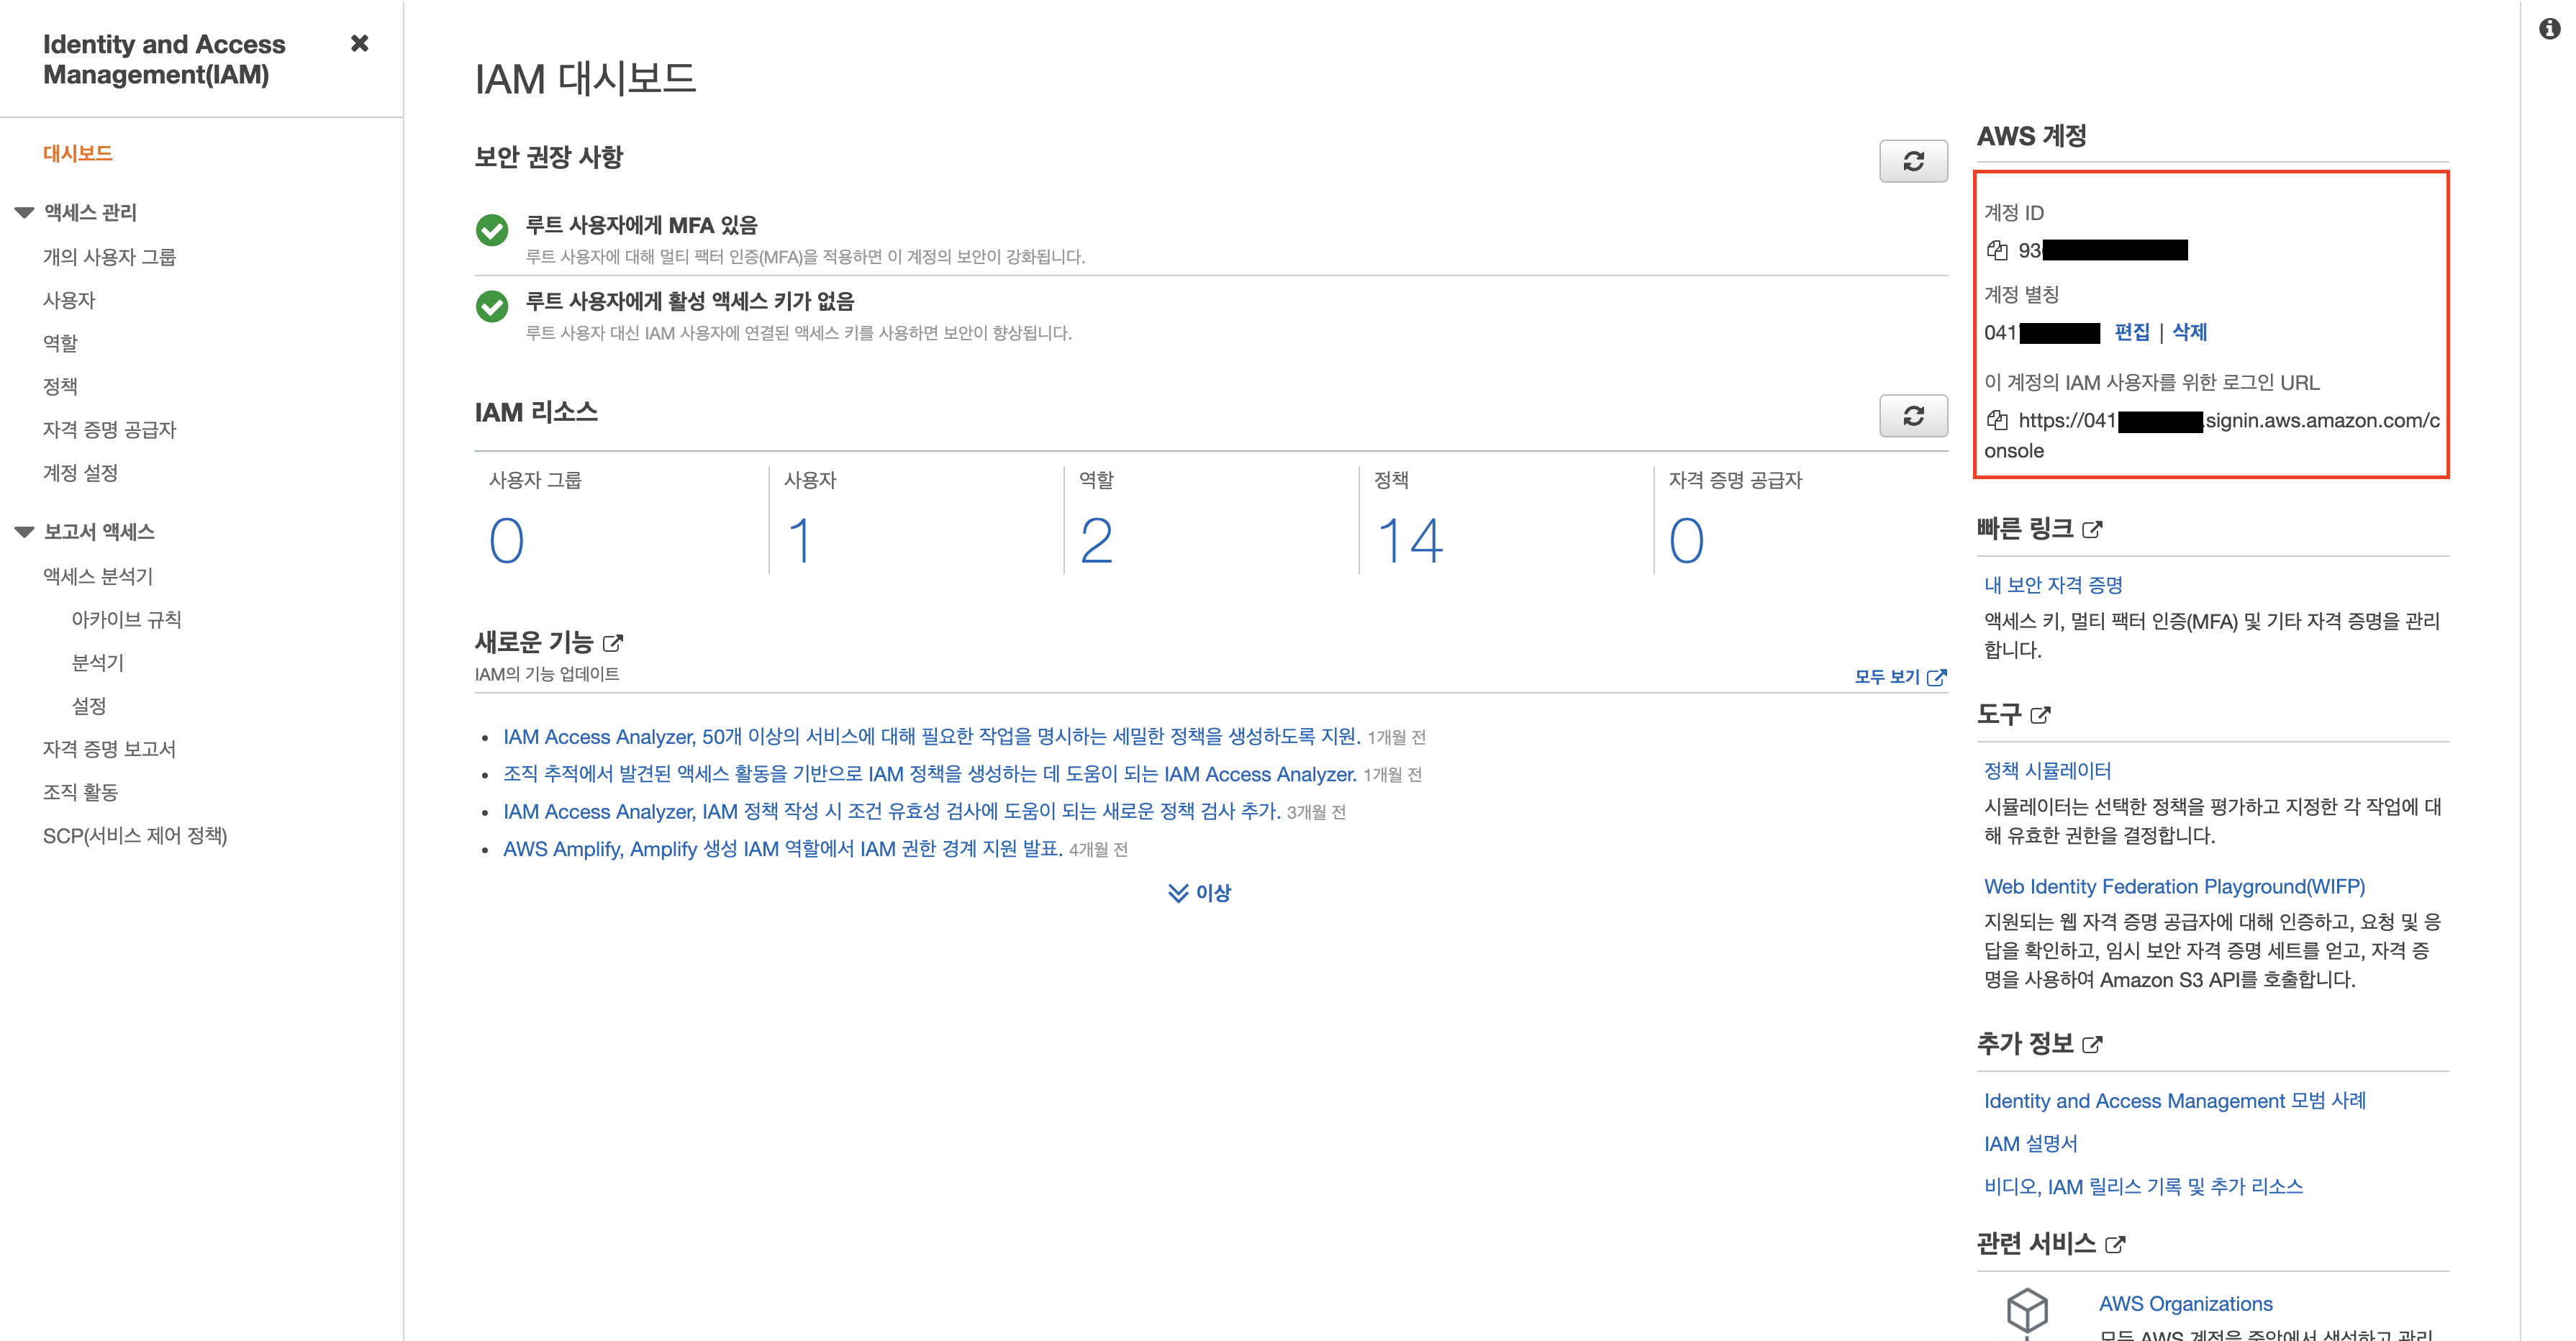 Identity and Access
Management(IAM)
대시보드
액세스 관리
개의 사용자 그룹
사용자
역할
정책
자격 증명 공급자
계정 설정
보고서 액세스
액세스 분석기
아카이브 규칙
분석기
설정
자격 증명 보고서
조직 활동
SCP(서비스 제어 정책)
IAM 대시보드
보안 권장 사항
루트 사용자에게 MFA 있음
루트 사용자에 대해 멀티 팩터 인증(MFA)을 적용하면 이 계정의 보안이 강화됩니다.
루트 사용자에게 활성 액세스 키가 없음
루트 사용자 대신 IAM 사용자에 연결된 액세스 키를 사용하면 보안이 향상됩니다.
IAM 리소스
사용자 그룹 사용자 역할 정책 자격 증명 공급자
0 1 2 14 0
새로운 기능
IAM의 기능 업데이트
모두 보기
• IAM Access Analyzer, 50개 이상의 서비스에 대해 필요한 작업을 명시하는 세밀한 정책을 생성하도록 지원. 1개월 전
• 조직 추적에서 발견된 액세스 활동을 기반으로 IAM 정책을 생성하는 데 도움이 되는 IAM Access Analyzer. 1개월 전
• IAM Access Analyzer, IAM 정책 작성 시 조건 유효성 검사에 도움이 되는 새로운 정책 검사 추가. 3개월 전
• AWS Amplify, Amplify 생성 IAM 역할에서 IAM 권한 경계 지원 발표. 4개월 전
이상
AWS 계정
계정 ID
93
계정 별칭
041 편집 | 삭제
이 계정의 IAM 사용자를 위한 로그인 URL
https://041 .signin.aws.amazon.com/c
onsole
빠른 링크
내 보안 자격 증명
액세스 키, 멀티 팩터 인증(MFA) 및 기타 자격 증명을 관리
합니다.
도구
정책 시뮬레이터
시뮬레이터는 선택한 정책을 평가하고 지정한 각 작업에 대
해 유효한 권한을 결정합니다.
Web Identity Federation Playground(WIFP)
지원되는 웹 자격 증명 공급자에 대해 인증하고, 요청 및 응
답을 확인하고, 임시 보안 자격 증명 세트를 얻고, 자격 증
명을 사용하여 Amazon S3 API를 호출합니다.
추가 정보
Identity and Access Management 모범 사례
IAM 설명서
비디오, IAM 릴리스 기록 및 추가 리소스
관련 서비스
AWS Organizations
모든 AWS 계정을 중앙에서 생성하고 관리